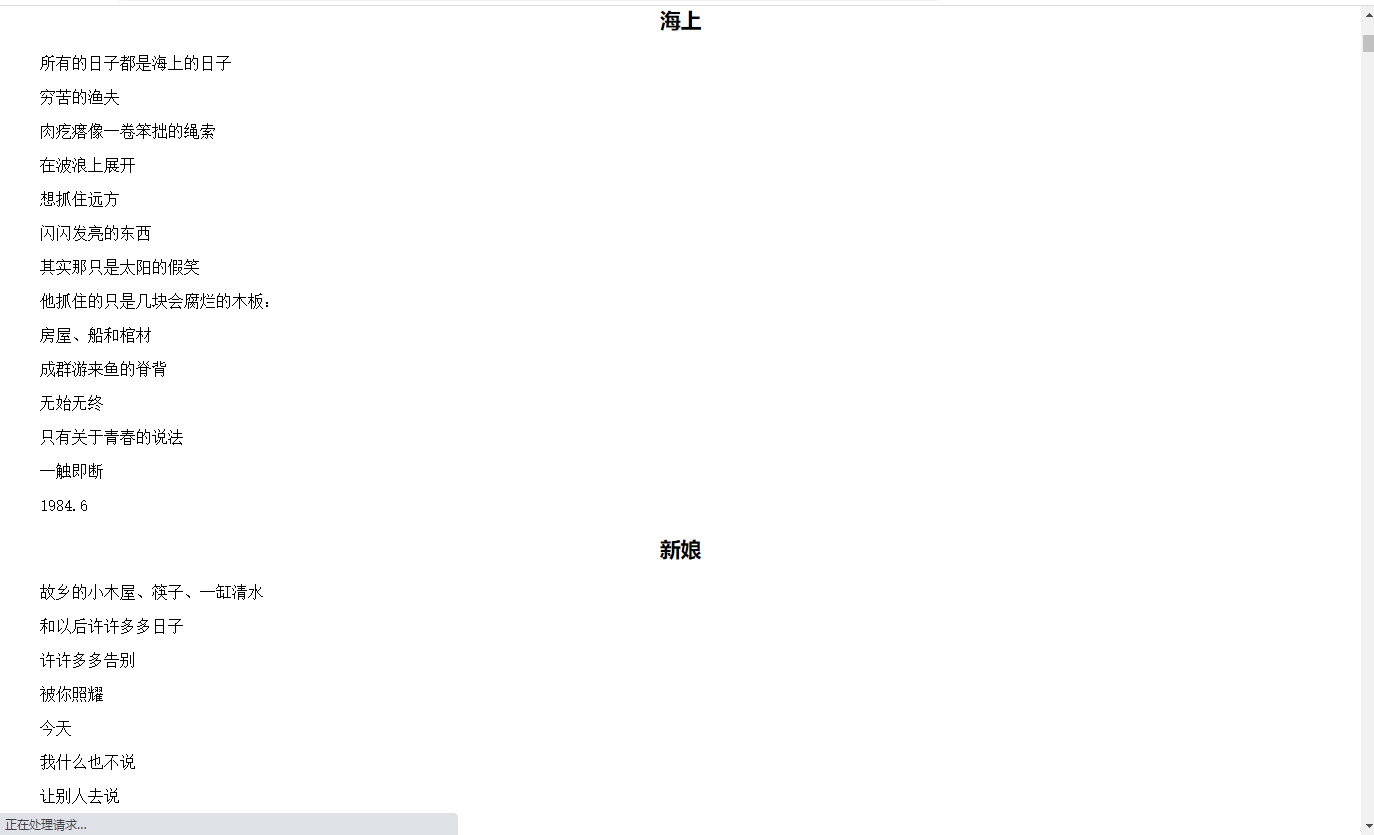 海上
所有的日子都是海上的日子
穷苦的渔夫
肉疙瘩像一卷笨拙的绳索
在波浪上展开
想抓住远方
闪闪发亮的东西
其实那只是太阳的假笑
他抓住的只是几块会腐烂的木板：
房屋、船和棺材
成群游来鱼的脊背
无始无终
只有关于青春的说法
一触即断
1984.6
新娘
故乡的小木屋、筷子、一缸清水
和以后许许多多日子
许许多多告别
被你照耀
今天
我什么也不说
让别人去说
正在处理请求...